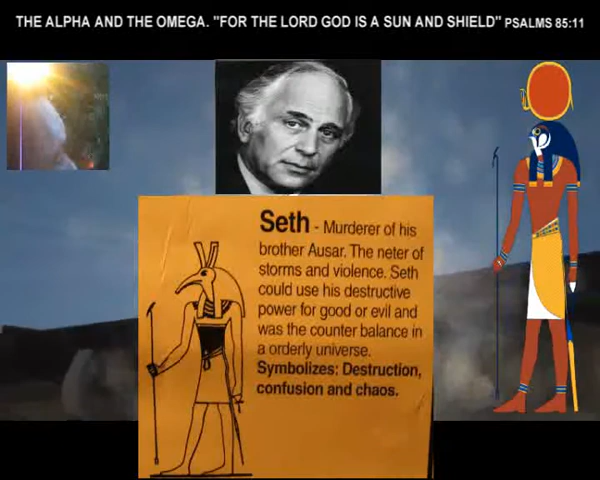 THE ALPHA AND THE OMEGA. "FOR THE LORD GOD IS A SUN AND SHIELD" PSALMS 85:11
Seth - Murderer of his
brother Ausar. The neter of
storms and violence. Seth
could use his destructive
power for good or evil and
was the counter balance in
a orderly universe.
Symbolizes: Destruction,
confusion and chaos.